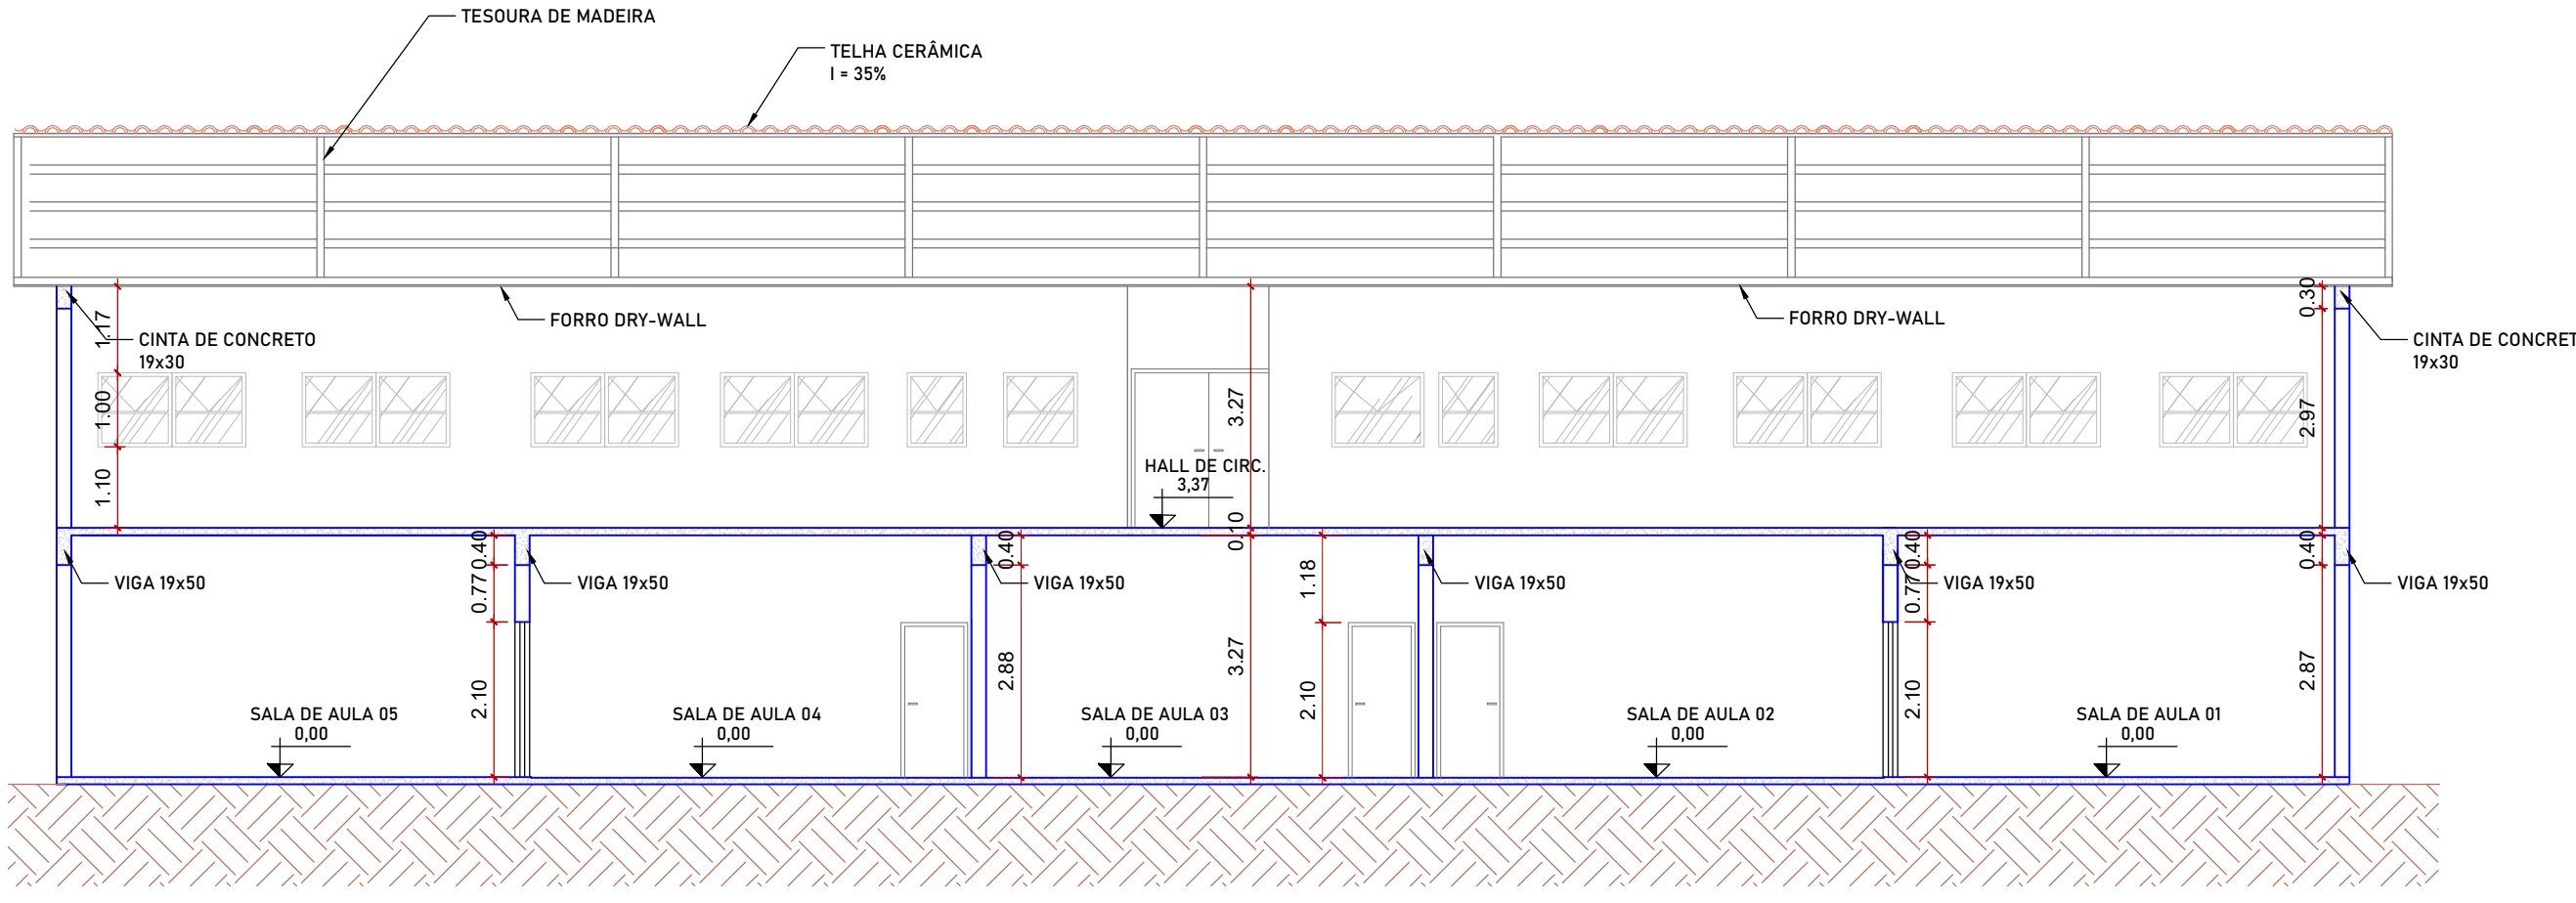 TESOURA DE MADEIRA
TELHA CERÂMICA
I = 35%
FORRO DRY-WALL
FORRO DRY-WALL
CINTA DE CONCRETO
19x30
CINTA DE CONCRET
19x30
1.17
1.00
1.10
3.27
0.30
2.97
HALL DE CIRC.
3,37
0.10
0.40
0.77
2.10
0.40
2.88
3.27
1.18
2.10
0.40
0.77
2.10
0.40
2.87
VIGA 19x50
VIGA 19x50
VIGA 19x50
VIGA 19x50
VIGA 19x50
VIGA 19x50
SALA DE AULA 05
0,00
SALA DE AULA 04
0,00
SALA DE AULA 03
0,00
SALA DE AULA 02
0,00
SALA DE AULA 01
0,00